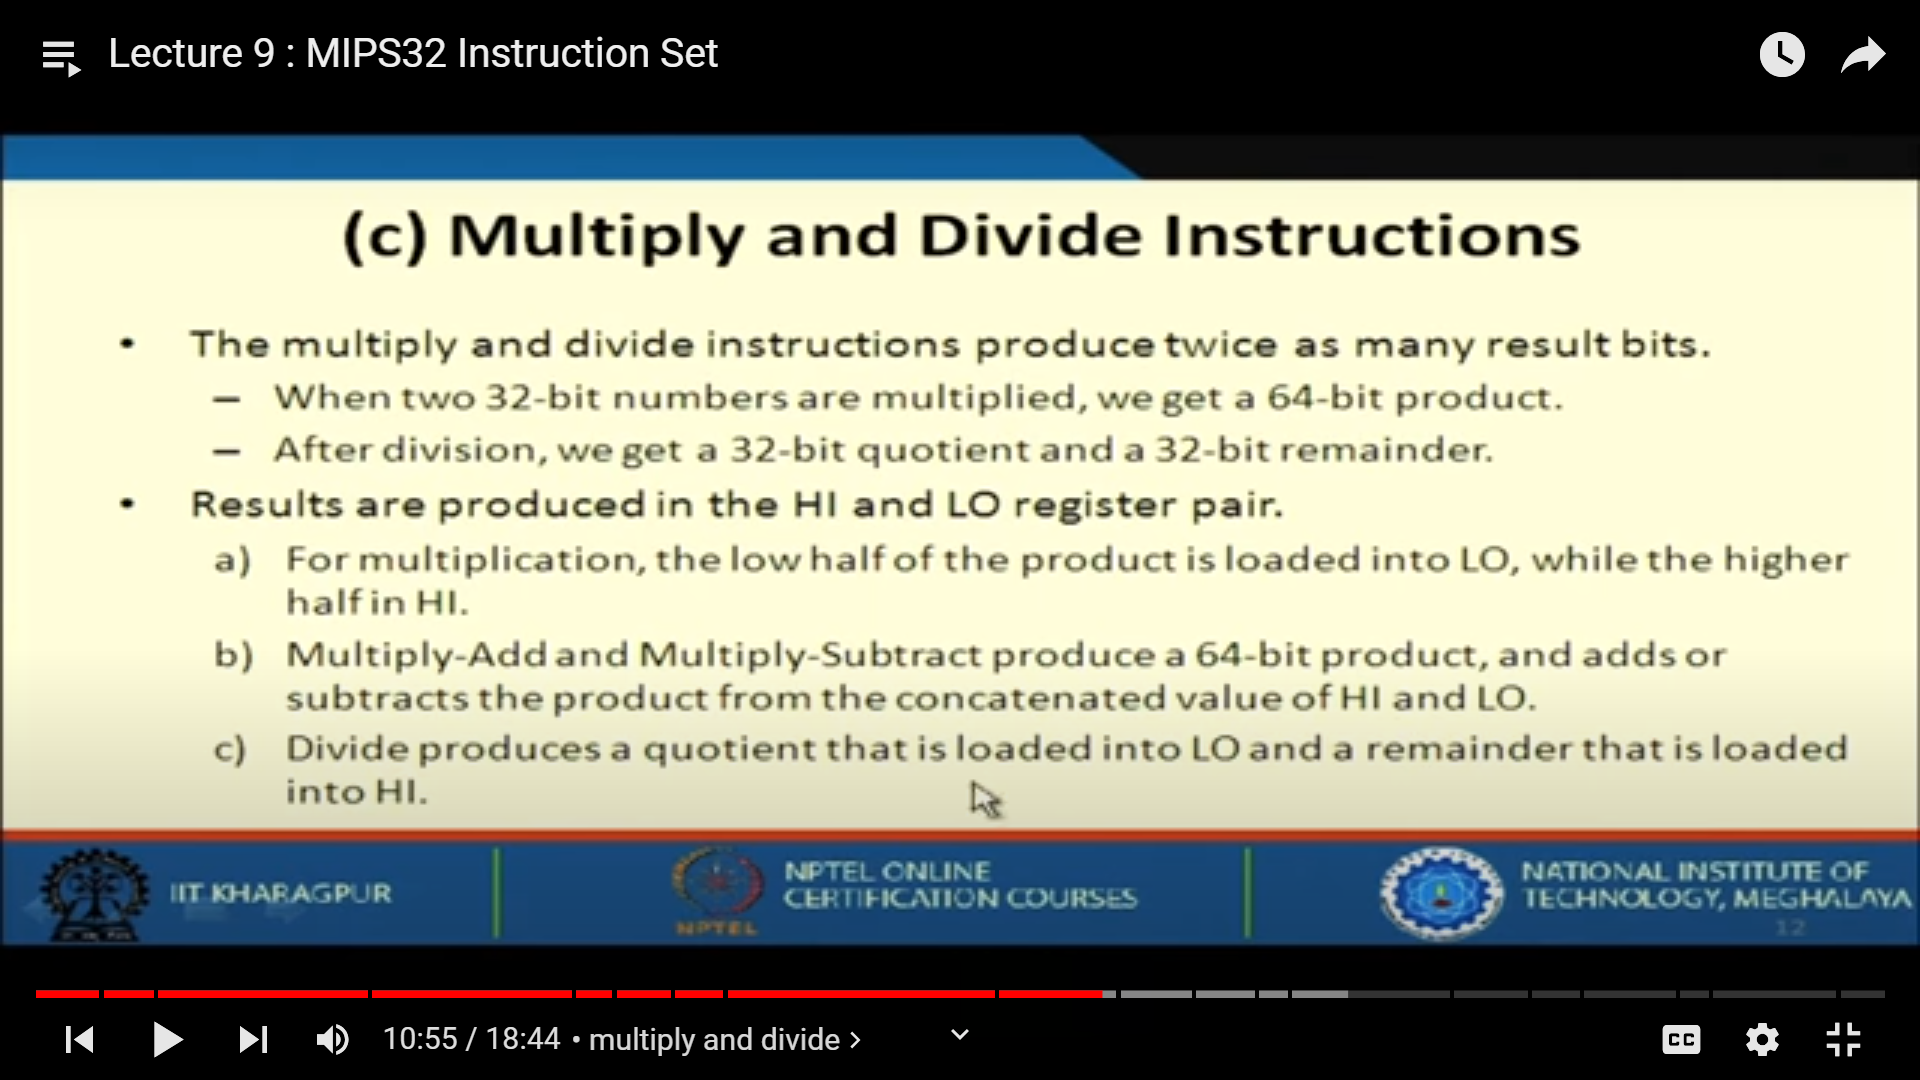 Lecture 9 : MIPS32 Instruction Set
(c) Multiply and Divide Instructions
• The multiply and divide instructions produce twice as many result bits.
– When two 32-bit numbers are multiplied, we get a 64-bit product.
– After division, we get a 32-bit quotient and a 32-bit remainder.
• Results are produced in the HI and LO register pair.
a) For multiplication, the low half of the product is loaded into LO, while the higher
half in HI.
b) Multiply-Add and Multiply-Subtract produce a 64-bit product, and adds or
subtracts the product from the concatenated value of HI and LO.
c) Divide produces a quotient that is loaded into LO and a remainder that is loaded
into HI.
IIT KHARAGPUR
NPTEL
NPTEL ONLINE
CERTIFICATION COURSES
NATIONAL INSTITUTE OF
TECHNOLOGY, MEGHALAYA
12
10:55 / 18:44 • multiply and divide ›
CC